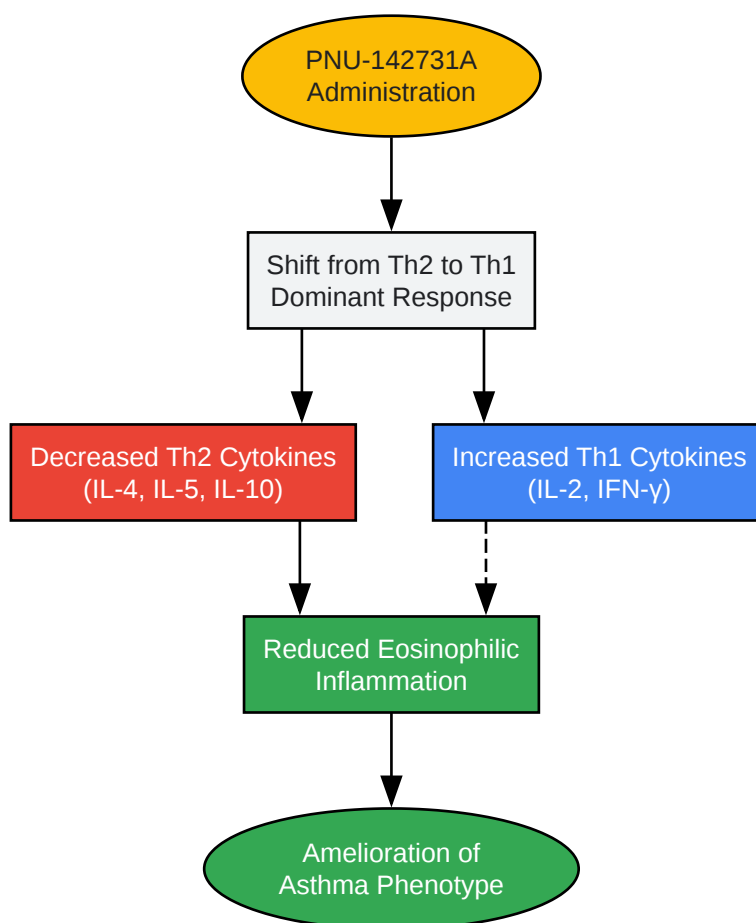 PNU-142731A
Administration
Shift from Th2 to Th1
Dominant Response
Decreased Th2 Cytokines
(IL-4, IL-5, IL-10)
Increased Th1 Cytokines
(IL-2, IFN-γ)
Reduced Eosinophilic
Inflammation
Amelioration of
Asthma Phenotype